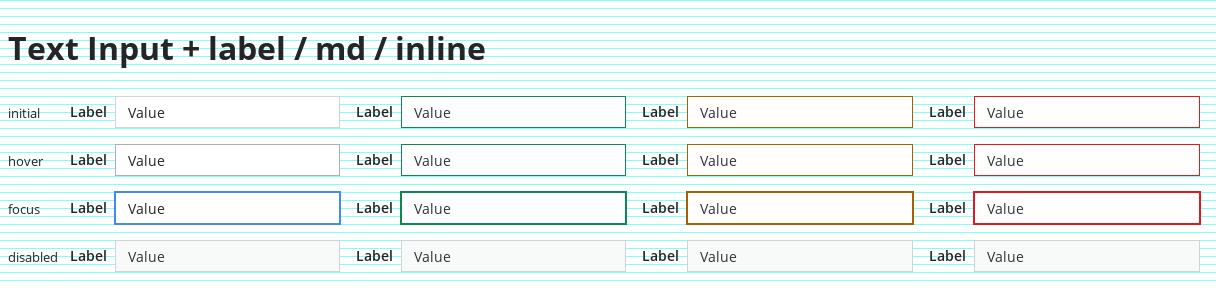 Text Input + label / md / inline
initial Label Value Label Value Label Value Label Value
hover Label Value Label Value Label Value Label Value
focus Label Value Label Value Label Value Label Value
disabled Label Value Label Value Label Value Label Value